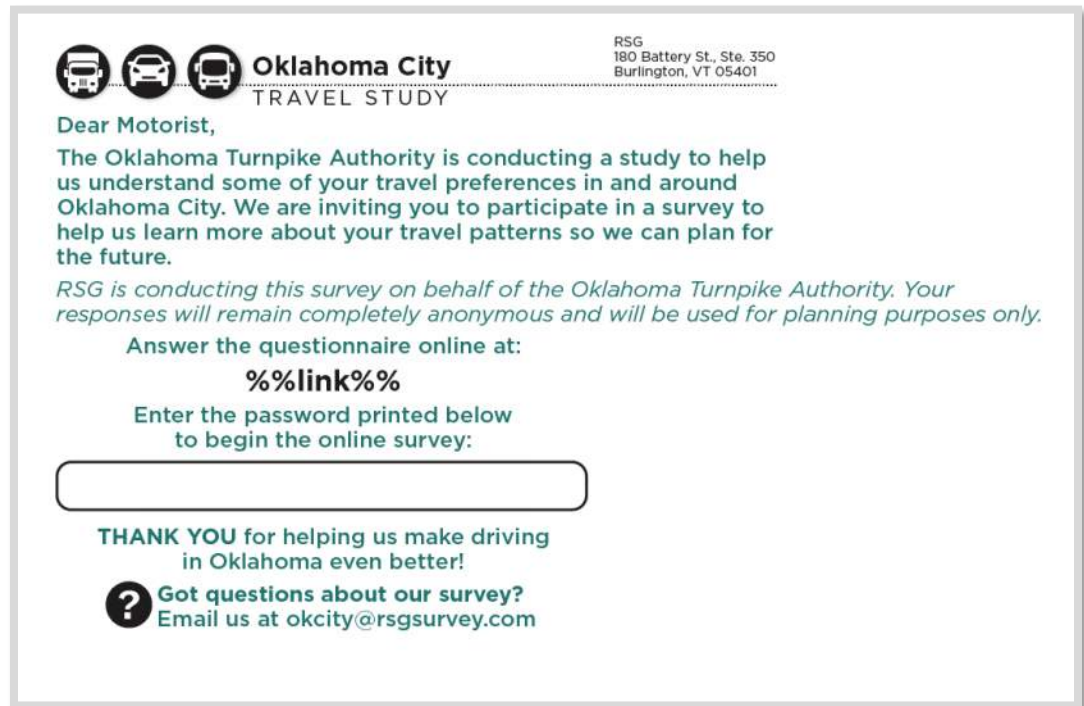 Oklahoma City
TRAVEL STUDY
RSG
180 Battery St., Ste. 350
Burlington, VT 05401
Dear Motorist,
The Oklahoma Turnpike Authority is conducting a study to help
us understand some of your travel preferences in and around
Oklahoma City. We are inviting you to participate in a survey to
help us learn more about your travel patterns so we can plan for
the future.
RSG is conducting this survey on behalf of the Oklahoma Turnpike Authority. Your
responses will remain completely anonymous and will be used for planning purposes only.
Answer the questionnaire online at:
%%link%%
Enter the password printed below
to begin the online survey:
THANK YOU for helping us make driving
in Oklahoma even better!
?
Got questions about our survey?
Email us at okcity@rsgsurvey.com